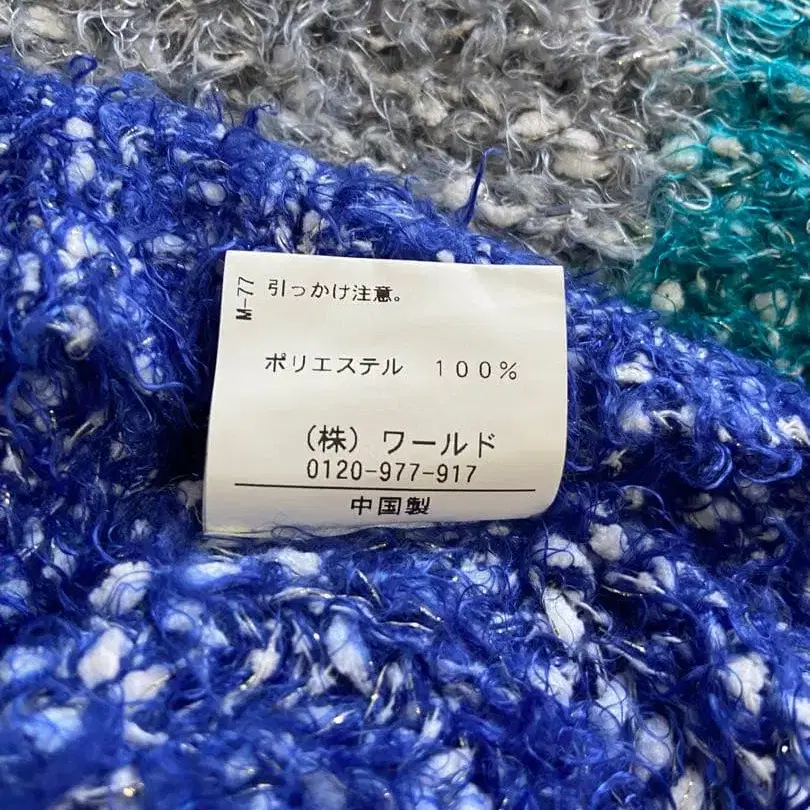 M-77
引っかけ注意。
ポリエステル　１００％
（株）ワールド
0120-977-917
中国製